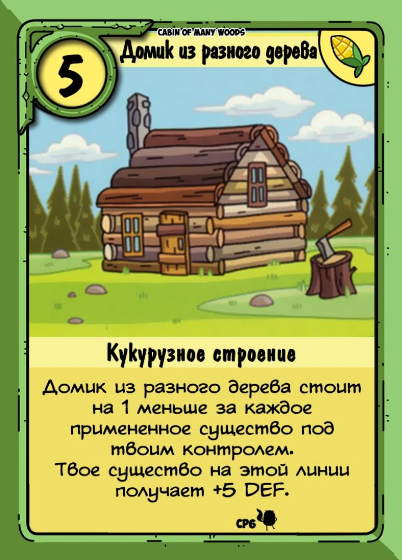 CABIN OF MANY WOODS
Домик из разного дерева
5
Кукурузное строение
Домик из разного дерева стоит
на 1 меньше за каждое
примененное существо под
твоим контролем.
Твое существо на этой линии
получает +5 DEF.
CP6